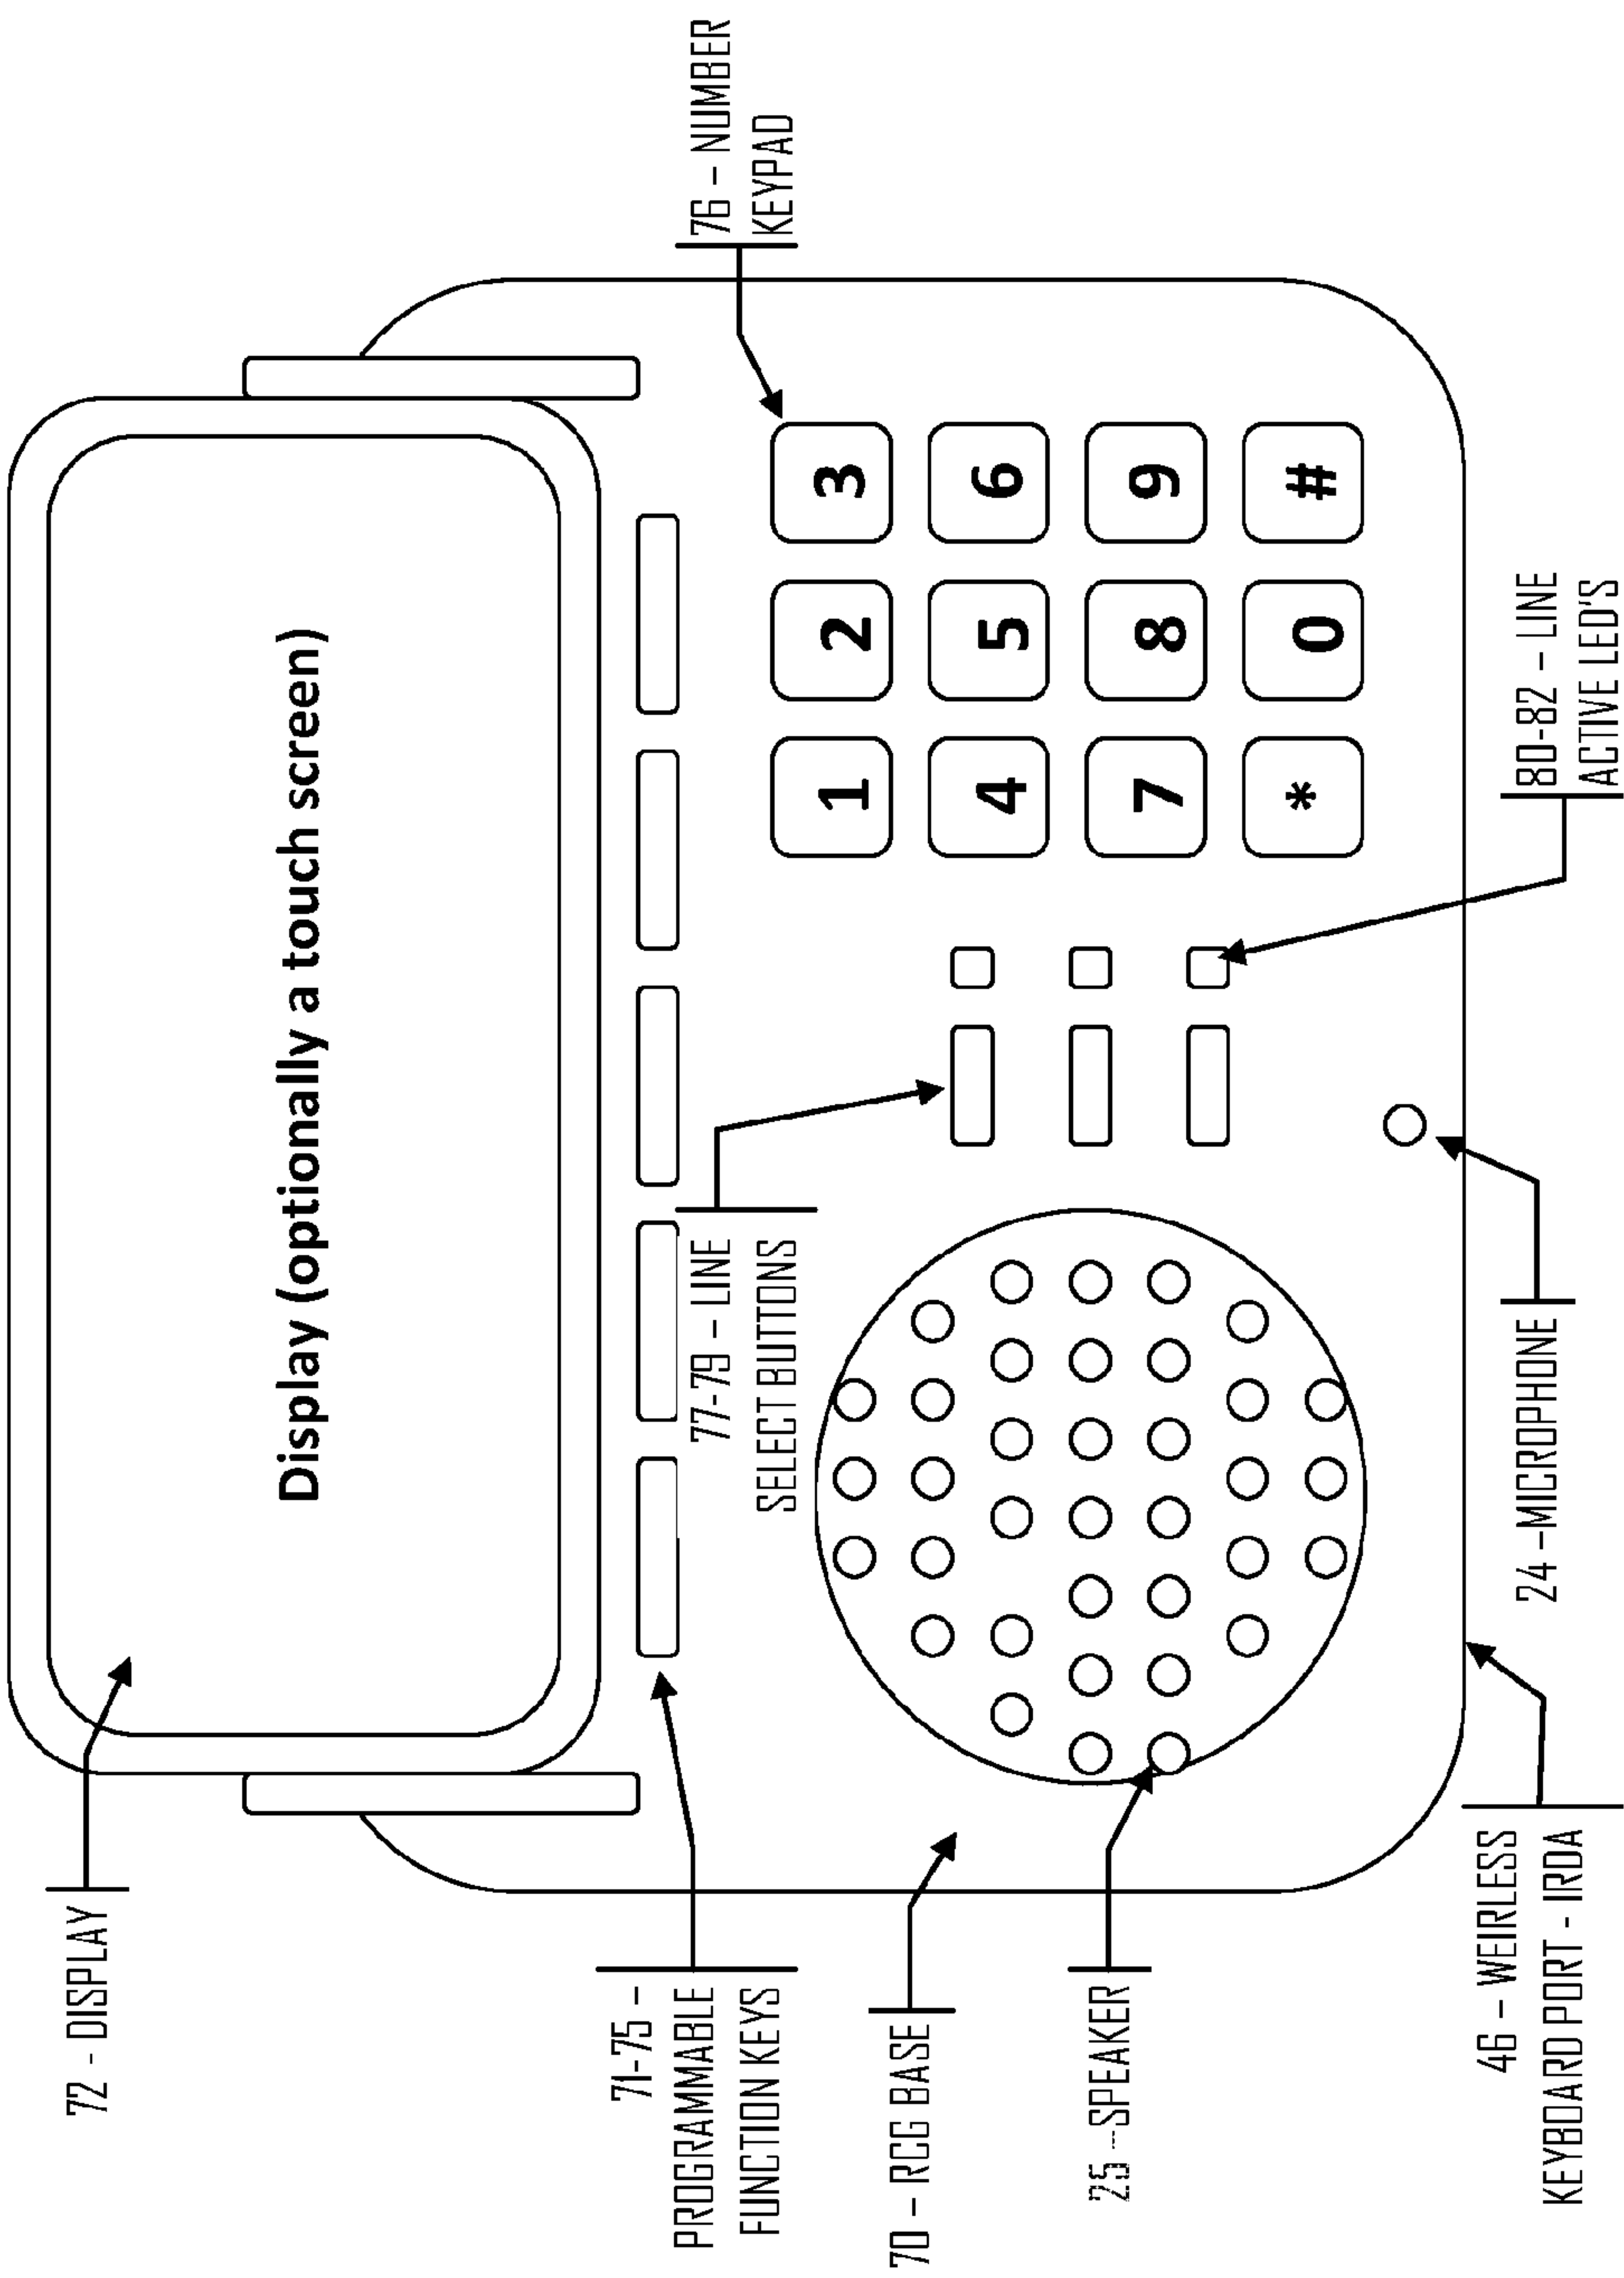 72 - DISPLAY
Display (optionally a touch screen)
71-75 –
PROGRAMMABLE
FUNCTION KEYS
77-79 – LINE
SELECT BUTTONS
76 – NUMBER
KEYPAD
1 2 3
4 5 6
7 8 9
* 0 #
70 – RCG BASE
25 –SPEAKER
46 – WEIRLESS
KEYBOARD PORT - IRDA
24 –MICROPHONE
80-82 – LINE
ACTIVE LED'S